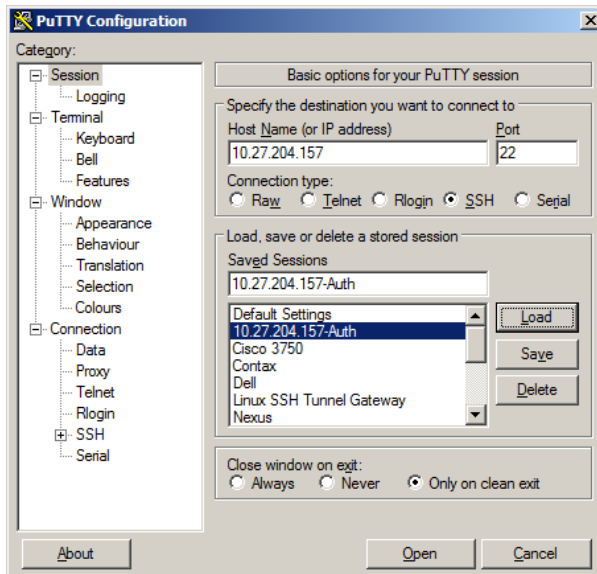 PuTTY Configuration
Category:
Session
Logging
Terminal
Keyboard
Bell
Features
Window
Appearance
Behaviour
Translation
Selection
Colours
Connection
Data
Proxy
Telnet
Rlogin
SSH
Serial
Basic options for your PuTTY session
Specify the destination you want to connect to
Host Name (or IP address) Port
10.27.204.157 22
Connection type:
Raw Telnet Rlogin SSH Serial
Load, save or delete a stored session
Saved Sessions
10.27.204.157-Auth
Default Settings
10.27.204.157-Auth
Cisco 3750
Contax
Dell
Linux SSH Tunnel Gateway
Nexus
Load
Save
Delete
Close window on exit:
Always Never Only on clean exit
About Open Cancel